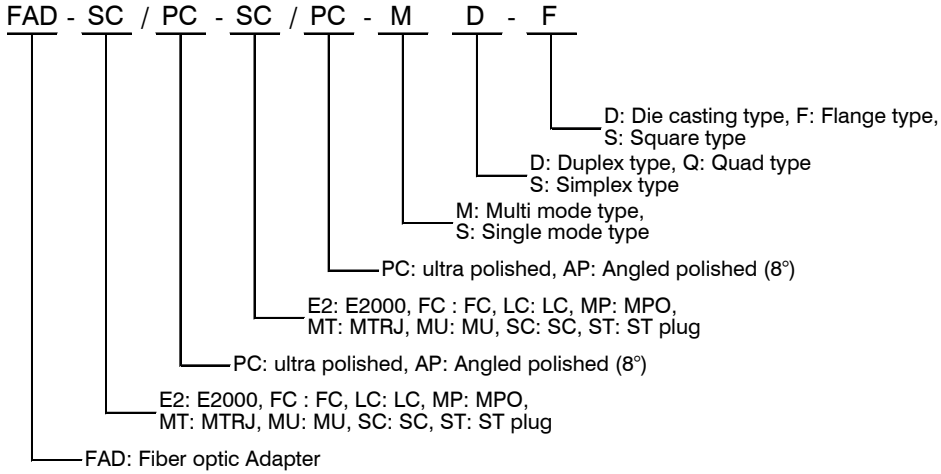 FAD - SC / PC - SC / PC - M D - F
D: Die casting type, F: Flange type,
S: Square type
D: Duplex type, Q: Quad type
S: Simplex type
M: Multi mode type,
S: Single mode type
PC: ultra polished, AP: Angled polished (8°)
E2: E2000, FC : FC, LC: LC, MP: MPO,
MT: MTRJ, MU: MU, SC: SC, ST: ST plug
PC: ultra polished, AP: Angled polished (8°)
E2: E2000, FC : FC, LC: LC, MP: MPO,
MT: MTRJ, MU: MU, SC: SC, ST: ST plug
FAD: Fiber optic Adapter